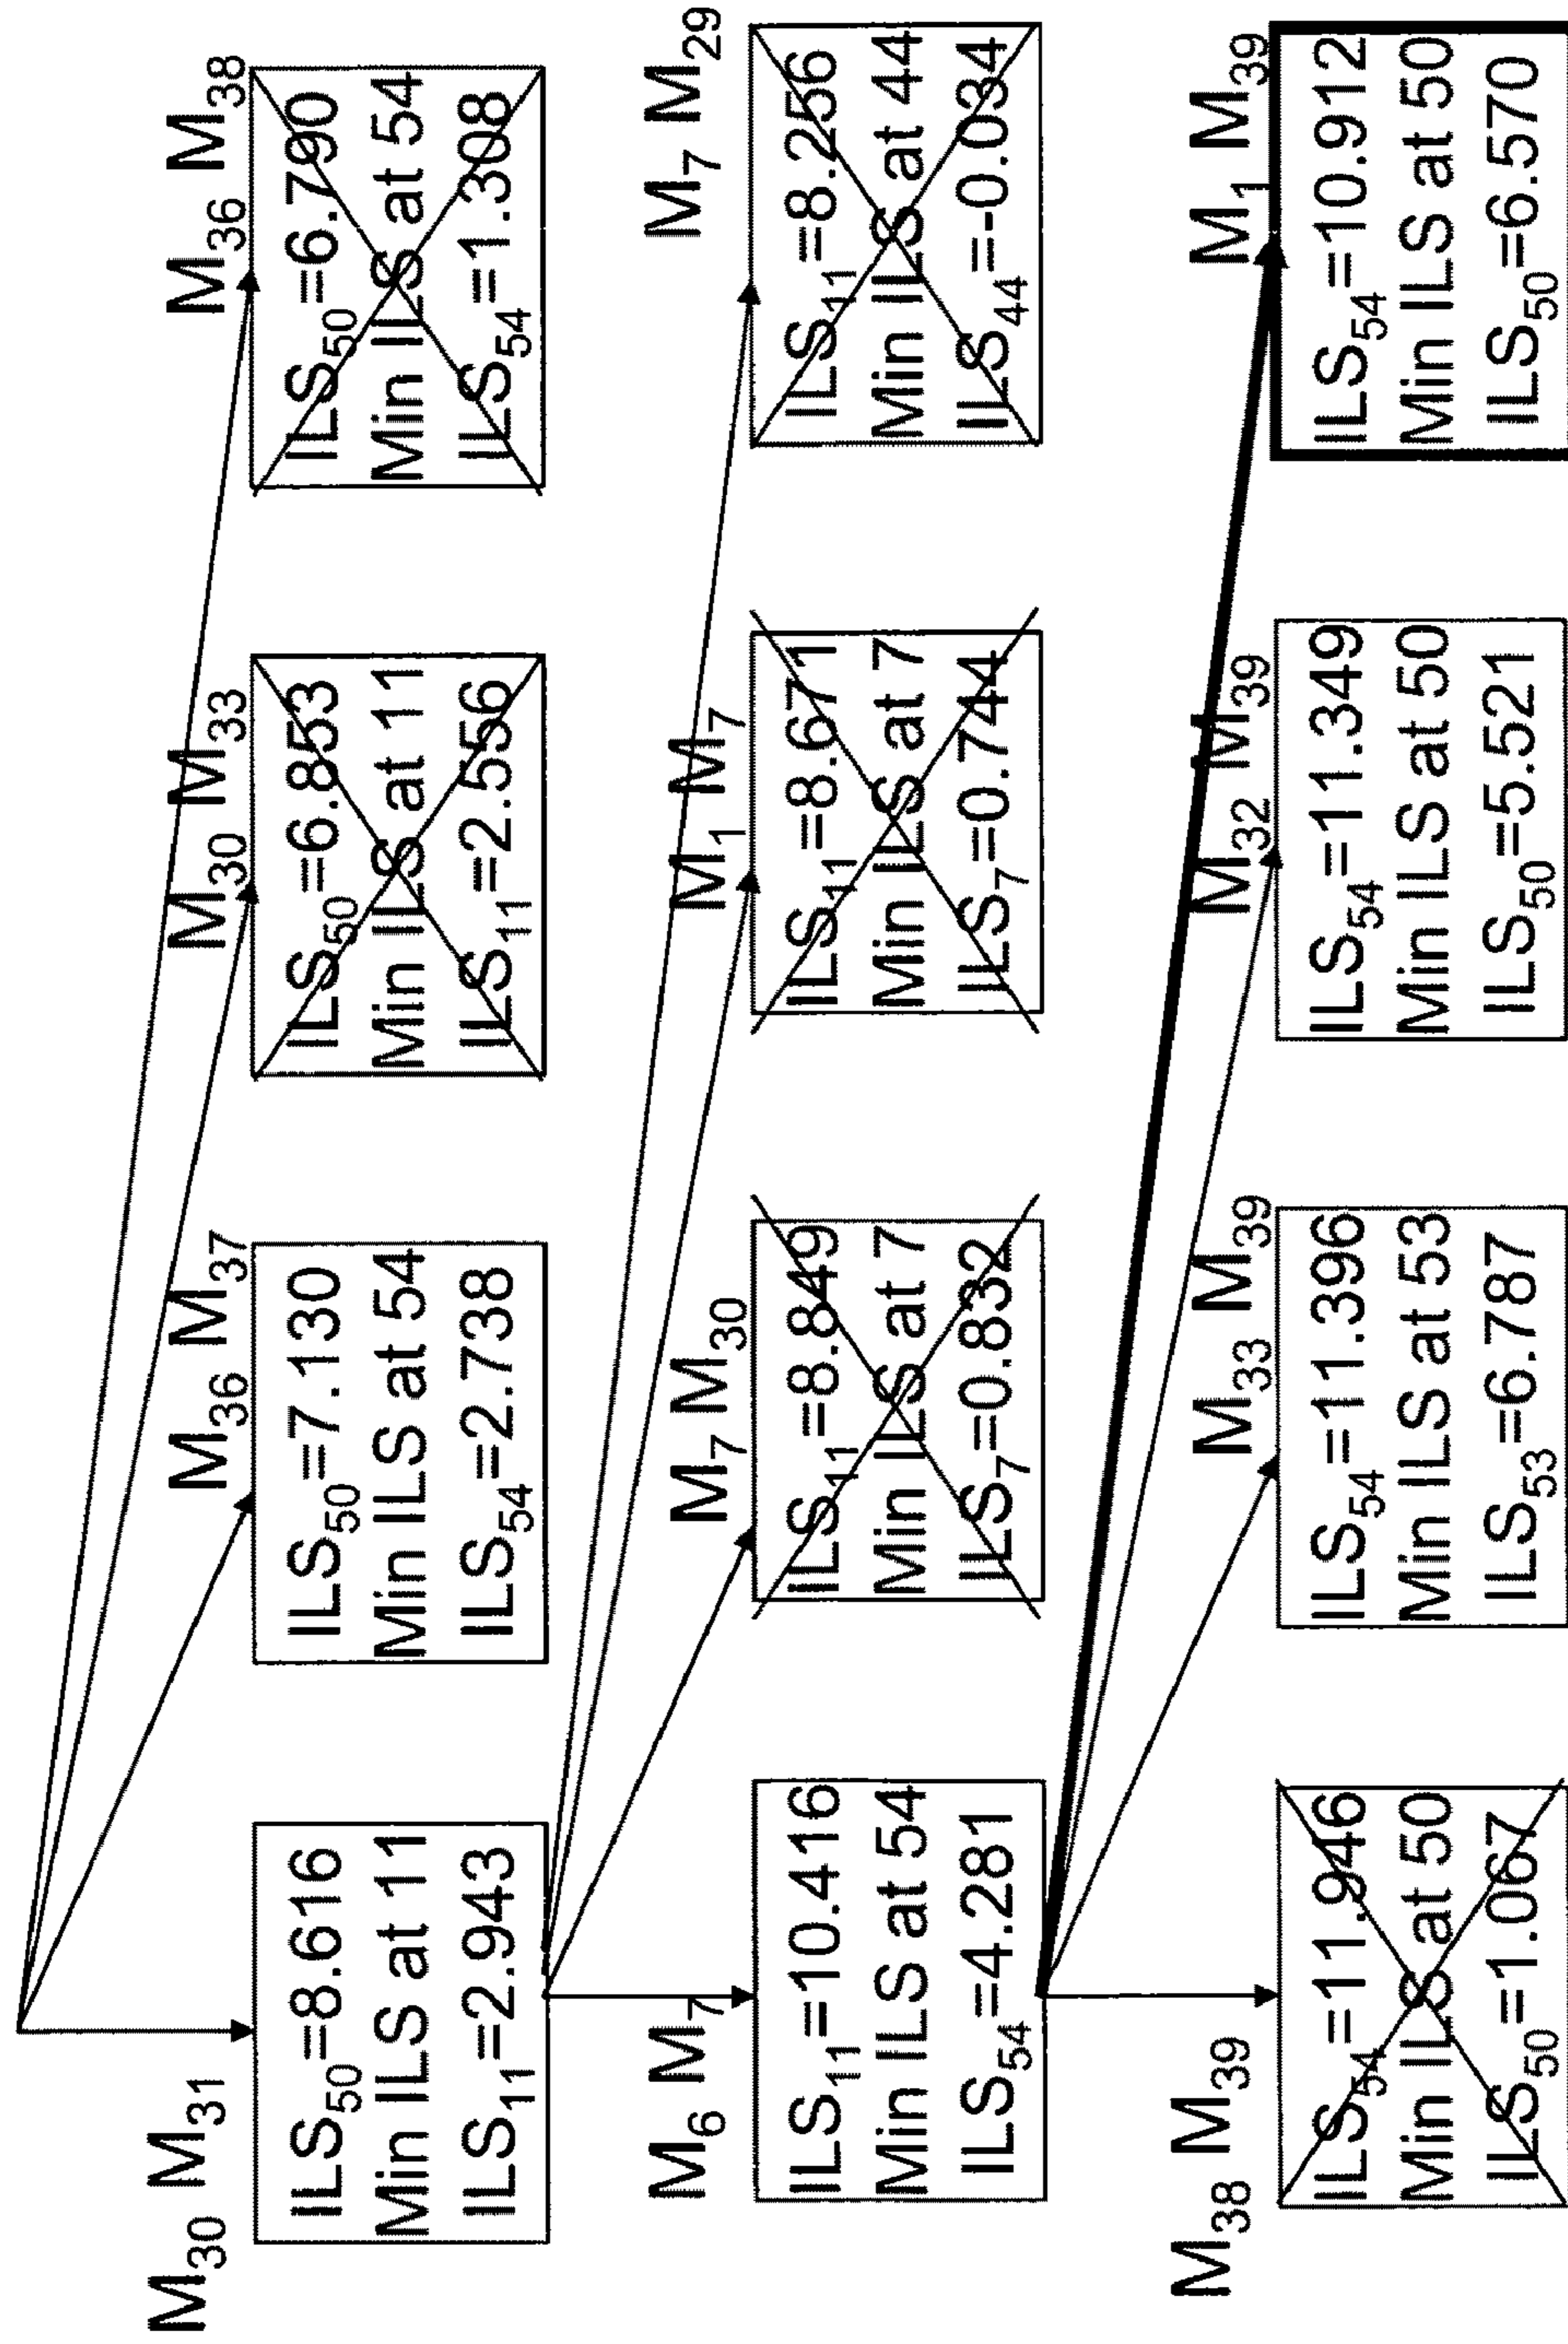 M₃₀ M₃₁
ILS₅₀=8.616
Min ILS at 11
ILS₁₁=2.943
M₃₆ M₃₇
ILS₅₀=7.130
Min ILS at 54
ILS₅₄=2.738
M₃₀ M₃₃
ILS₅₀=6.853
Min ILS at 11
ILS₁₁=2.556
M₃₆ M₃₈
ILS₅₀=6.790
Min ILS at 54
ILS₅₄=1.308
M₆ M₇
ILS₁₁=10.416
Min ILS at 54
ILS₅₄=4.281
M₇ M₃₀
ILS₁₁=8.849
Min ILS at 7
ILS₇=0.832
M₁ M₇
ILS₁₁=8.671
Min ILS at 7
ILS₇=0.744
M₇ M₂₉
ILS₁₁=8.256
Min ILS at 44
ILS₄₄=-0.034
M₃₈ M₃₉
ILS₅₄=11.946
Min ILS at 50
ILS₅₀=1.067
M₃₃ M₃₉
ILS₅₄=11.396
Min ILS at 53
ILS₅₃=6.787
M₃₂ M₃₉
ILS₅₄=11.349
Min ILS at 50
ILS₅₀=5.521
M₁ M₃₉
ILS₅₄=10.912
Min ILS at 50
ILS₅₀=6.570